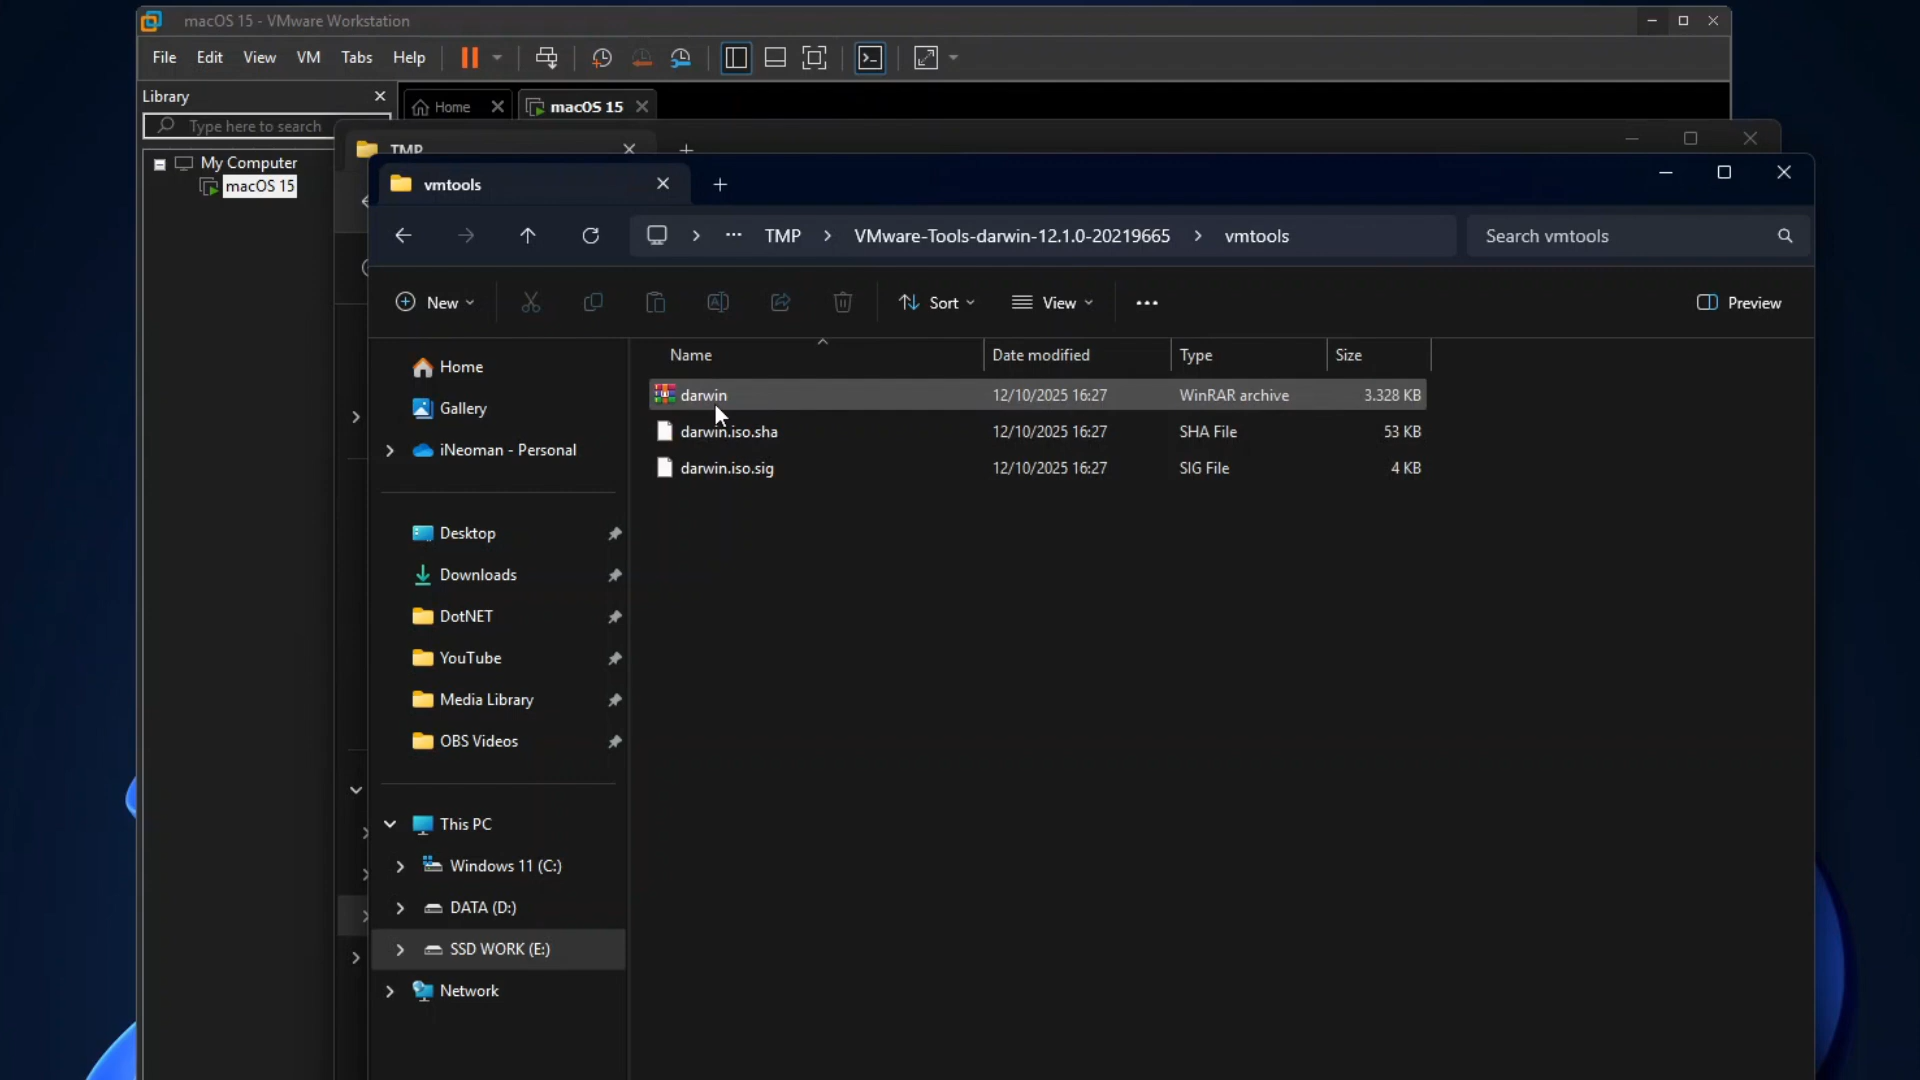 macOS 15 - VMware Workstation
File Edit View VM Tabs Help
Library
Home
macOS 15
Type here to search
My Computer
macOS 15
TMP
vmtools
TMP > VMware-Tools-darwin-12.1.0-20219665 > vmtools
Search vmtools
New
Sort
View
Preview
Name Date modified Type Size
darwin 12/10/2025 16:27 WinRAR archive 3.328 KB
darwin.iso.sha 12/10/2025 16:27 SHA File 53 KB
darwin.iso.sig 12/10/2025 16:27 SIG File 4 KB
Home
Gallery
iNeoman - Personal
Desktop
Downloads
DotNET
YouTube
Media Library
OBS Videos
This PC
Windows 11 (C:)
DATA (D:)
SSD WORK (E:)
Network